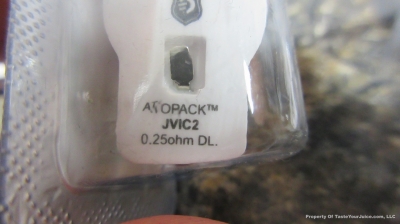 ATOPACK™
JVIC2
0.25ohm DL.
Property Of TasteYourJuice.com, LLC